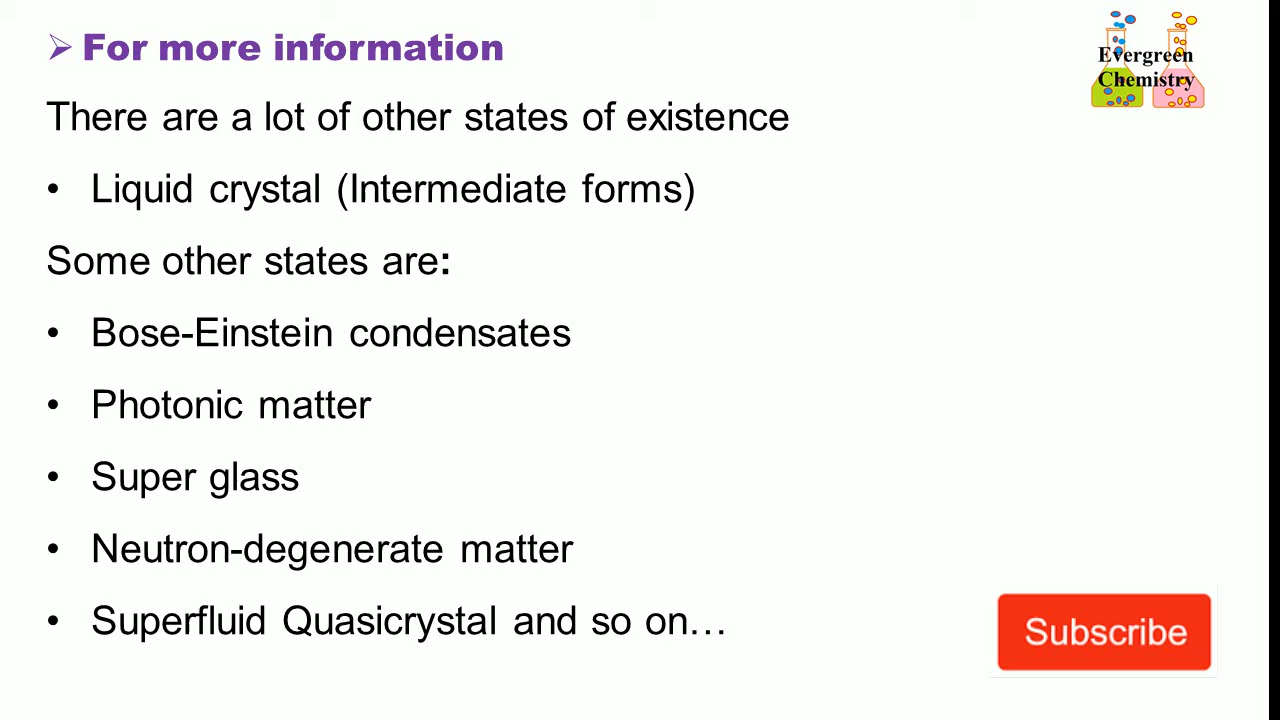 ➢ For more information
Evergreen
Chemistry
There are a lot of other states of existence
• Liquid crystal (Intermediate forms)
Some other states are:
• Bose-Einstein condensates
• Photonic matter
• Super glass
• Neutron-degenerate matter
• Superfluid Quasicrystal and so on…
Subscribe